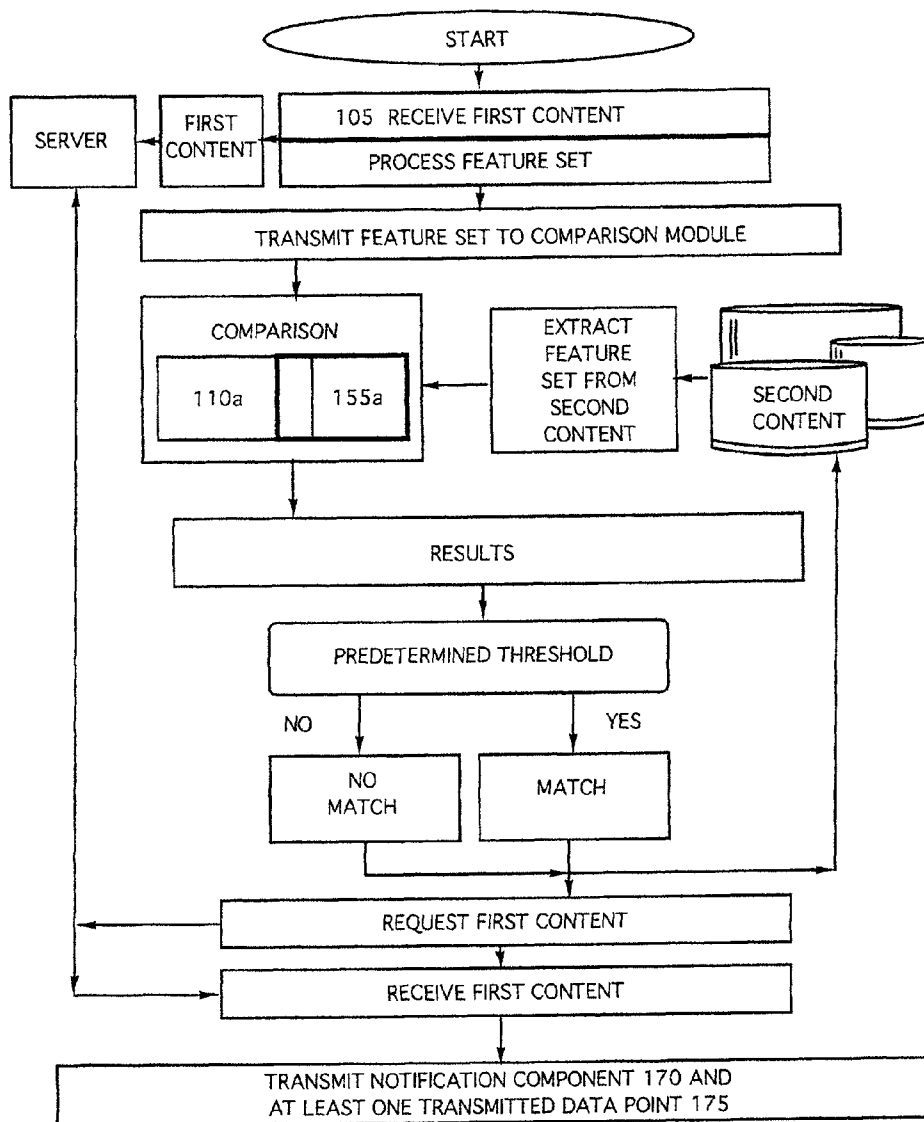 START
SERVER
FIRST
CONTENT
105 RECEIVE FIRST CONTENT
PROCESS FEATURE SET
TRANSMIT FEATURE SET TO COMPARISON MODULE
COMPARISON
110a
155a
EXTRACT
FEATURE
SET FROM
SECOND
CONTENT
SECOND
CONTENT
RESULTS
PREDETERMINED THRESHOLD
NO
YES
NO
MATCH
MATCH
REQUEST FIRST CONTENT
RECEIVE FIRST CONTENT
TRANSMIT NOTIFICATION COMPONENT 170 AND
AT LEAST ONE TRANSMITTED DATA POINT 175